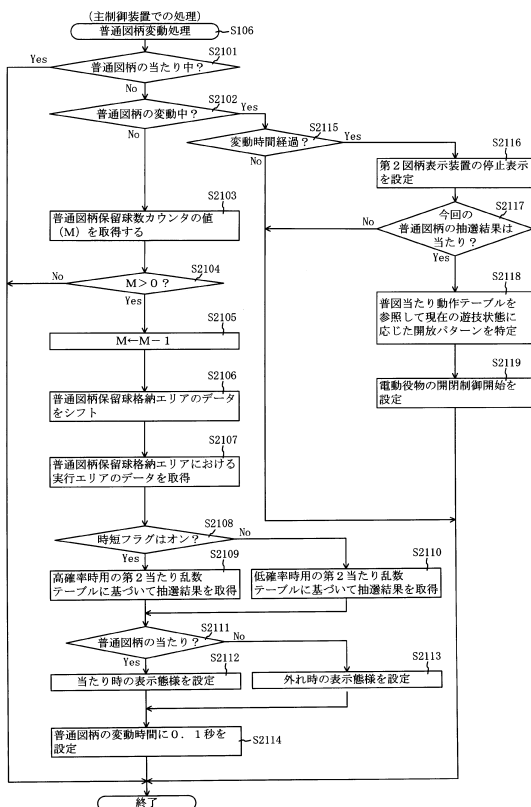 (主制御装置での処理)
普通図柄変動処理
S106
S2101
Yes
普通図柄の当たり中?
No
S2102
普通図柄の変動中?
Yes
No
S2115
変動時間経過?
Yes
No
S2116
第2図柄表示装置の停止表示
を設定
S2117
今回の
普通図柄の抽選結果は
当たり?
No
Yes
S2103
普通図柄保留球数カウンタの値
(M)を取得する
S2104
M>0?
No
Yes
S2118
普図当たり動作テーブルを
参照して現在の遊技状態に
応じた開放パターンを特定
S2105
M←M-1
S2119
電動役物の開閉制御開始を
設定
S2106
普通図柄保留球格納エリアのデータ
をシフト
S2107
普通図柄保留球格納エリアにおける
実行エリアのデータを取得
S2108
時短フラグはオン?
No
Yes
S2109
高確率時用の第2当たり乱数
テーブルに基づいて抽選結果を取得
S2110
低確率時用の第2当たり乱数
テーブルに基づいて抽選結果を取得
S2111
普通図柄の当たり?
No
Yes
S2112
当たり時の表示態様を設定
S2113
外れ時の表示態様を設定
普通図柄の変動時間に0.1秒を
設定
S2114
終了